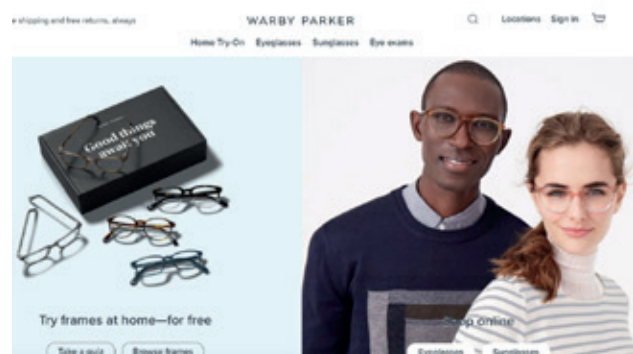 shipping and free returns, always
WARBY PARKER
Locations Sign in
Home Try-On Eyeglasses Sunglasses Eye exams
Good things
await you
Try frames at home—for free
Shop online
Take a quiz Browse frames
Eyeglasses Sunglasses